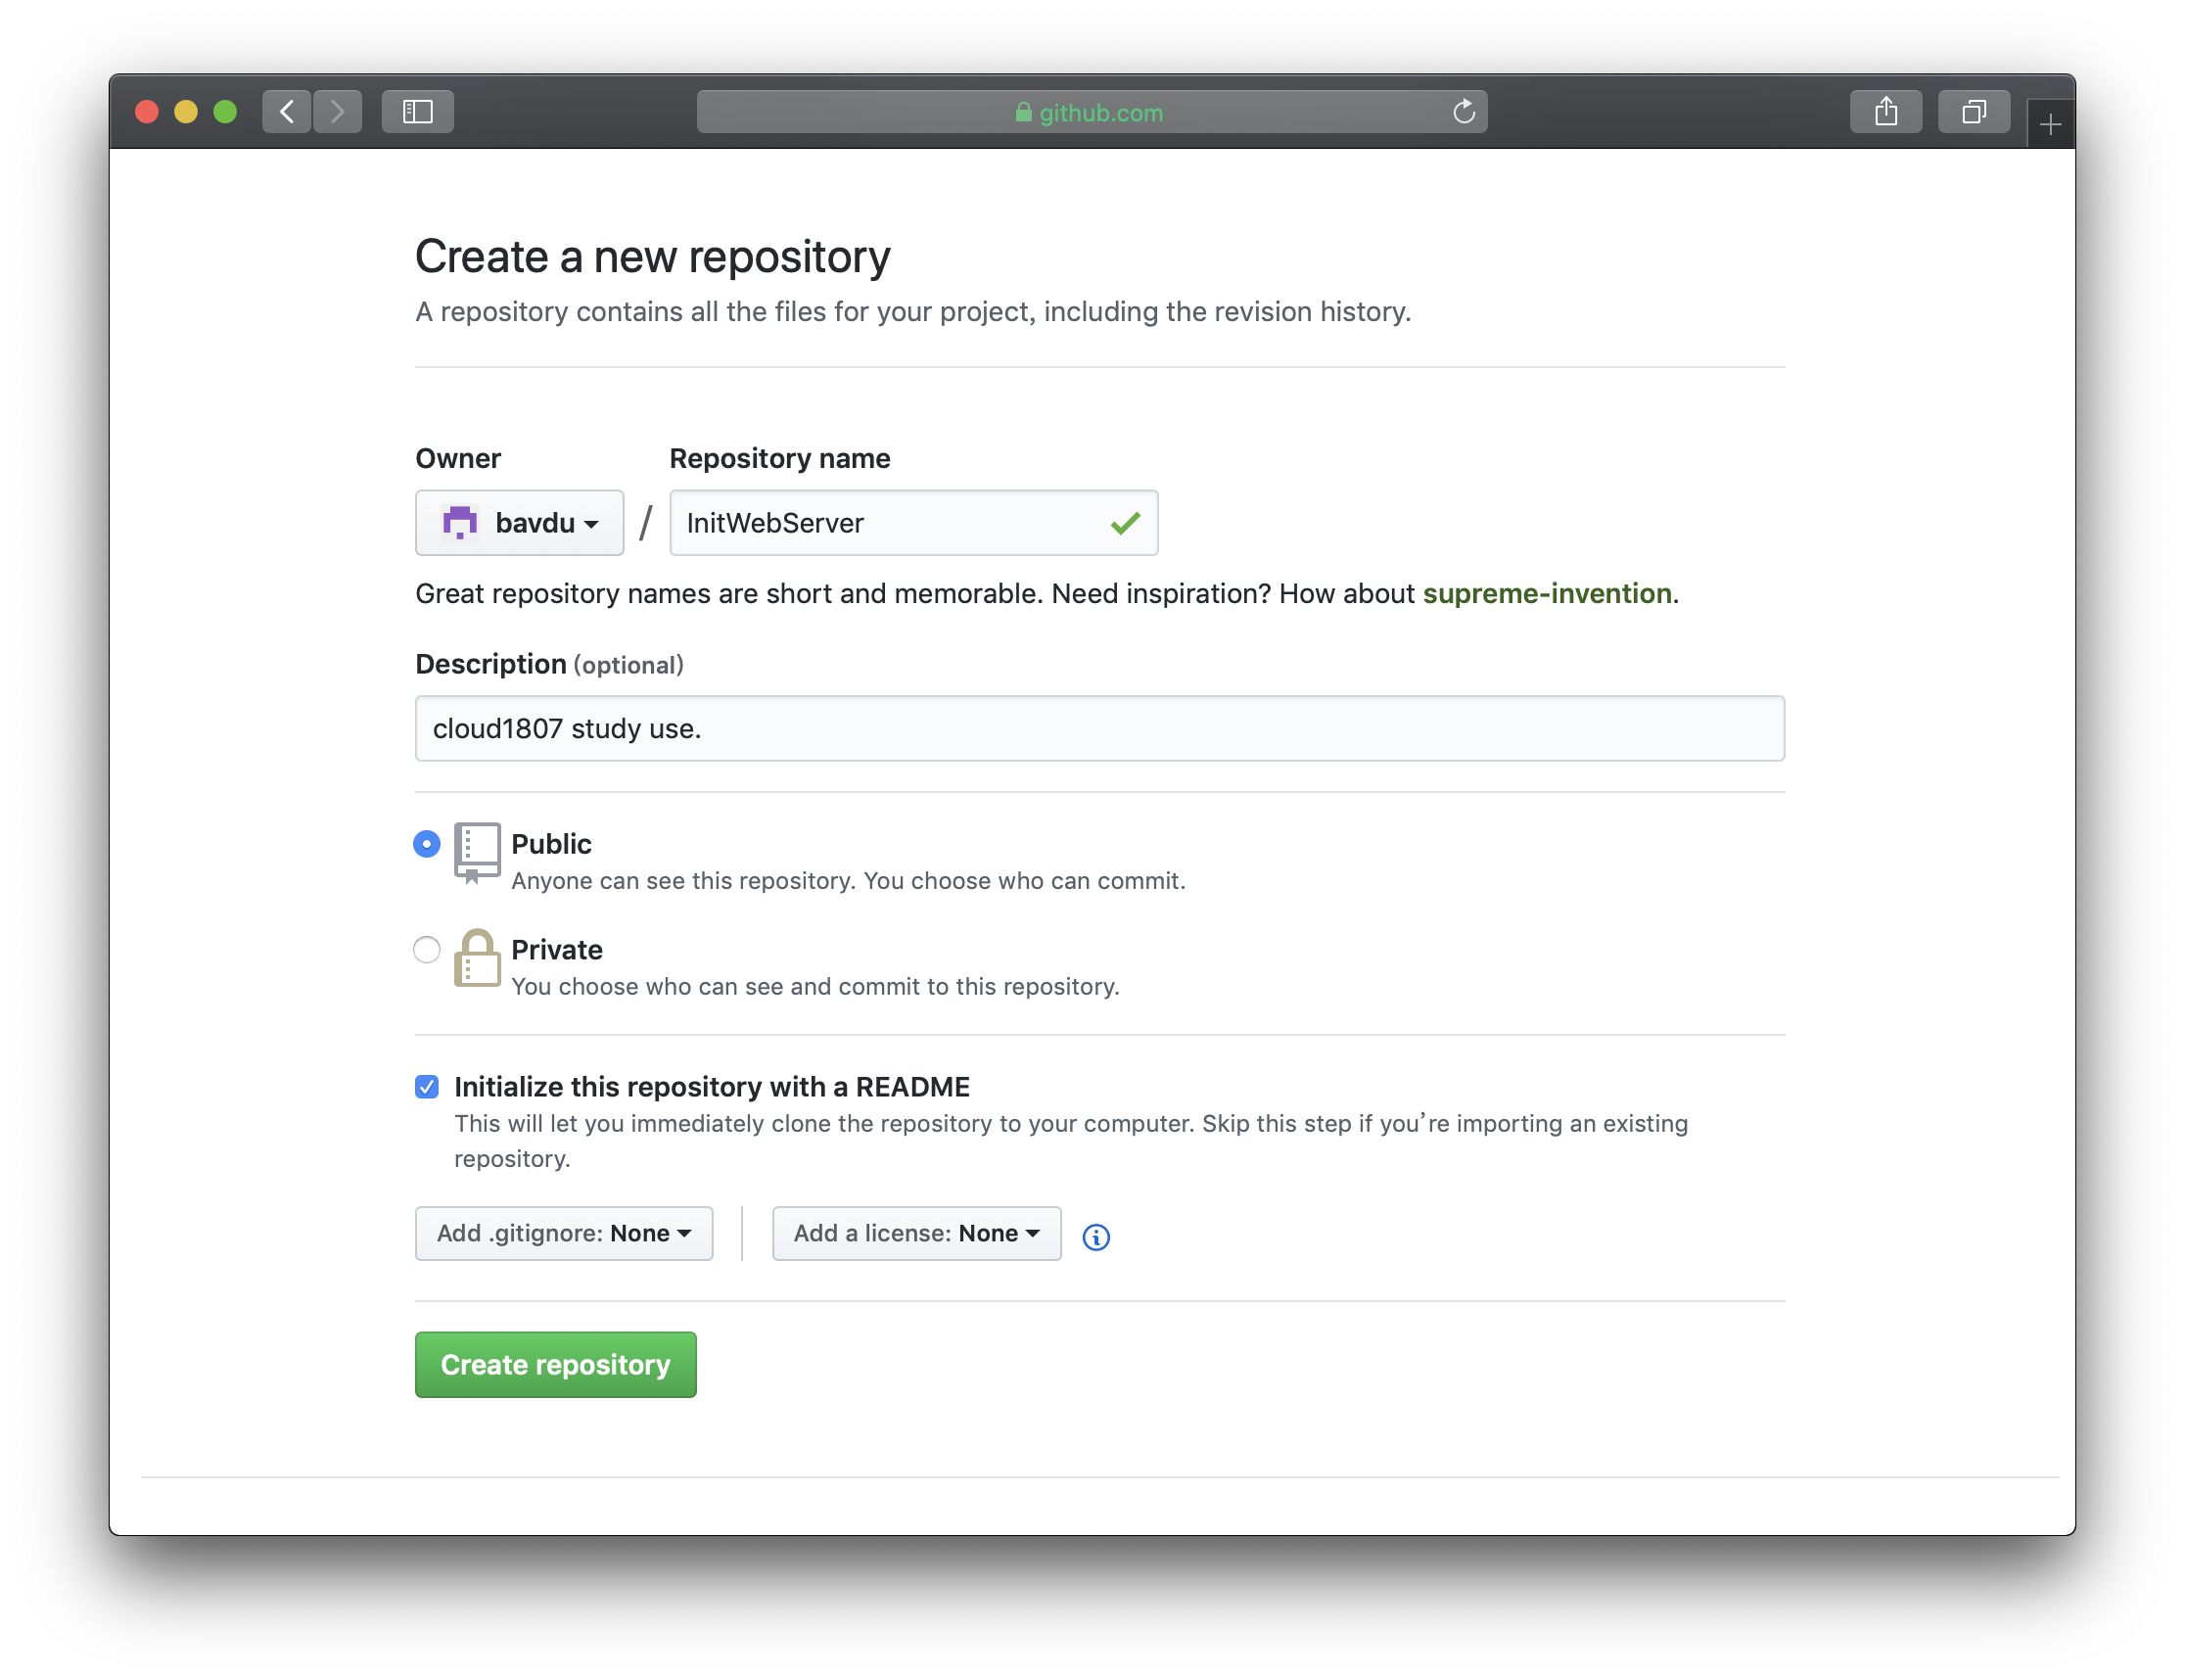 github.com
Create a new repository
A repository contains all the files for your project, including the revision history.
Owner
Repository name
bavdu / InitWebServer
Great repository names are short and memorable. Need inspiration? How about supreme-invention.
Description (optional)
cloud1807 study use.
Public
Anyone can see this repository. You choose who can commit.
Private
You choose who can see and commit to this repository.
Initialize this repository with a README
This will let you immediately clone the repository to your computer. Skip this step if you’re importing an existing
repository.
Add .gitignore: None
Add a license: None
Create repository